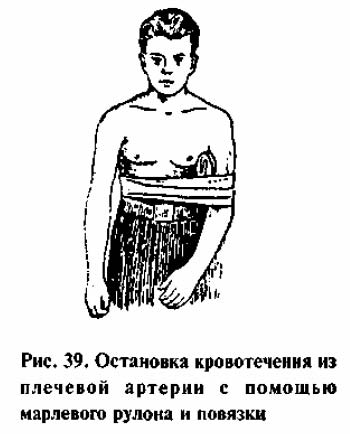 Рис. 39. Остановка кровотечения из
плечевой артерии с помощью
марлевого рулона и повязки